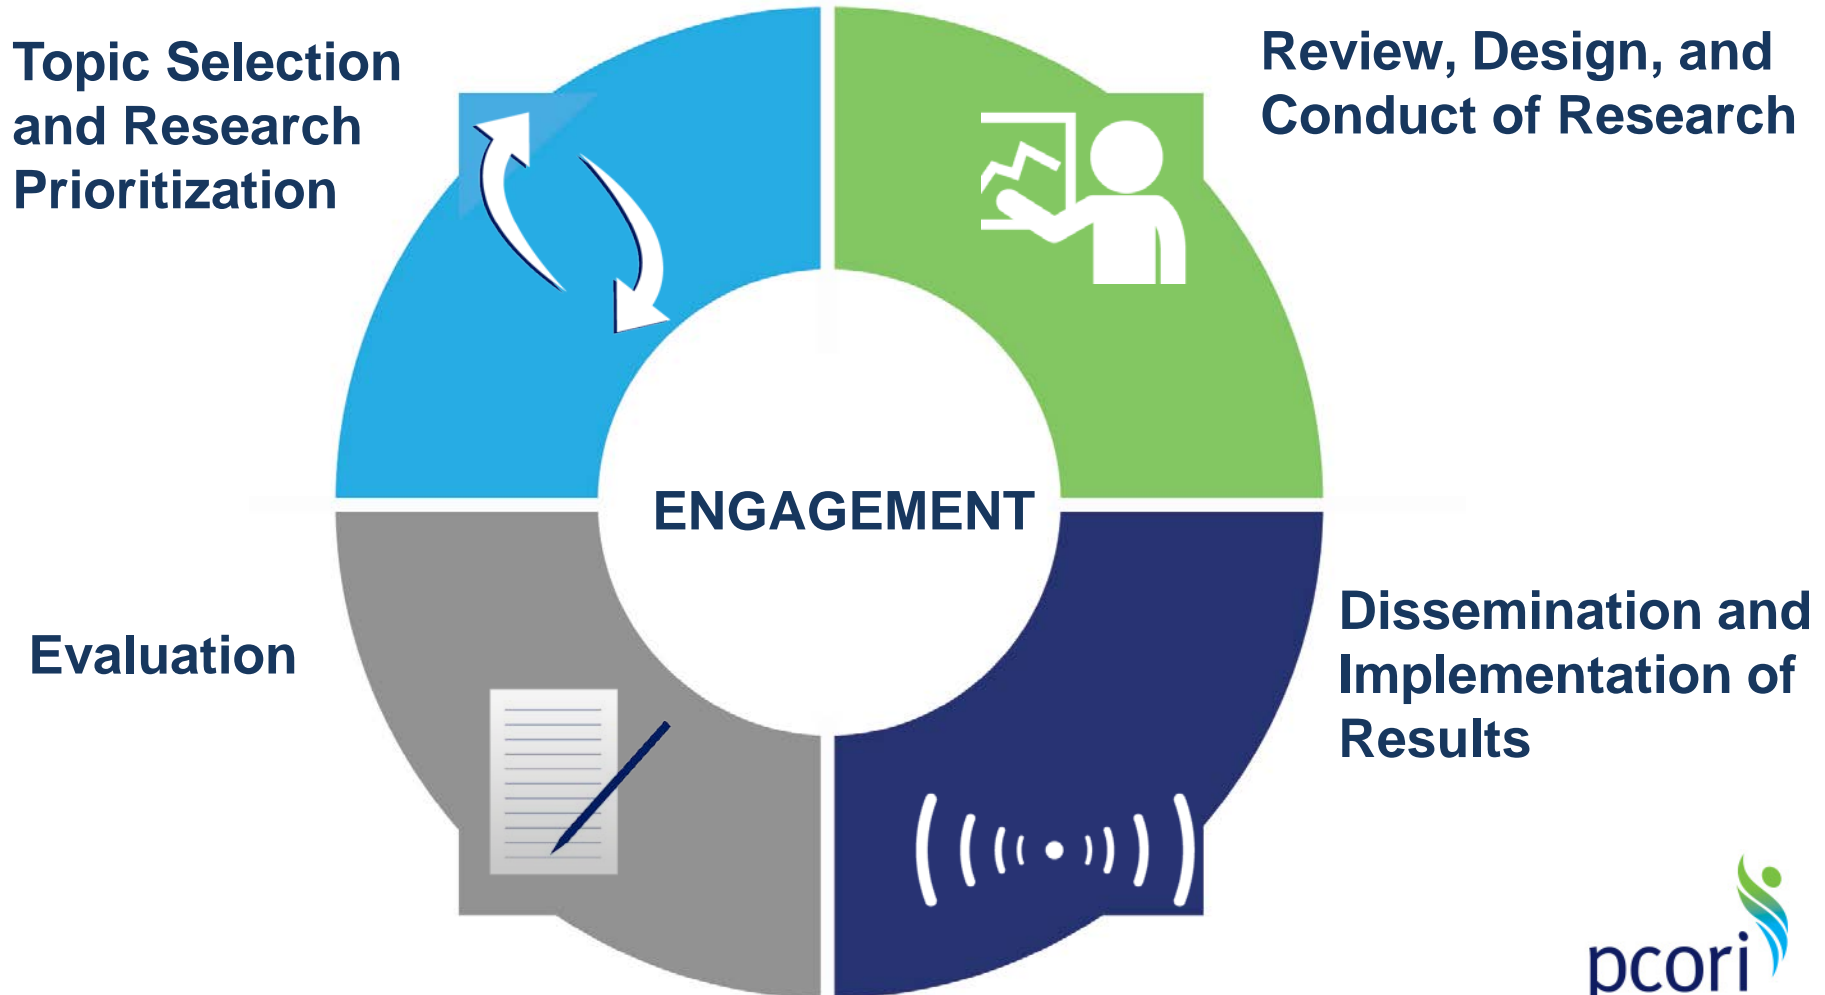 Topic Selection
and Research
Prioritization
Review, Design, and
Conduct of Research
ENGAGEMENT
Evaluation
Dissemination and
Implementation of
Results
pcori